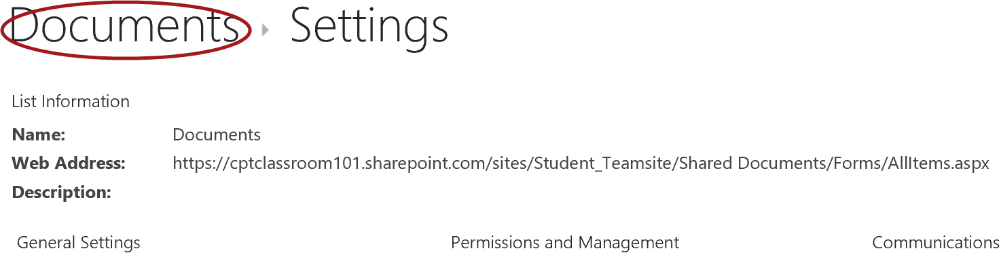 Documents Settings
List Information
Name: Documents
Web Address: https://cptclassroom101.sharepoint.com/sites/Student_Teamsite/Shared Documents/Forms/AllItems.aspx
Description:
General Settings Permissions and Management Communications